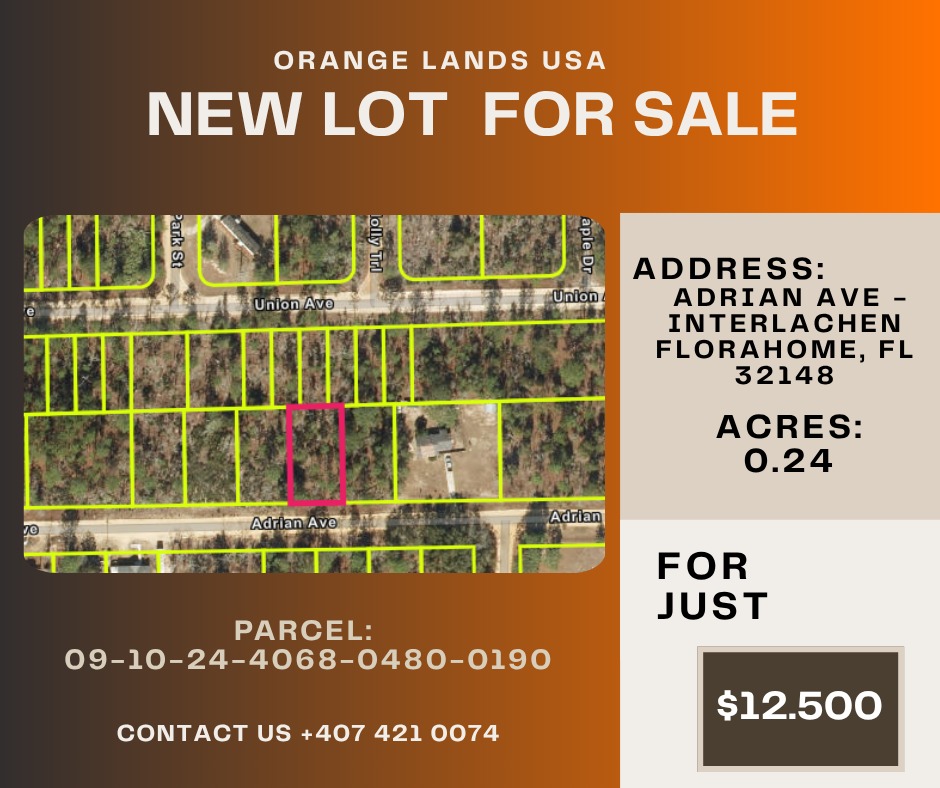 ORANGE LANDS USA
NEW LOT FOR SALE
Park St
Holly Trl
aple Dr
ve
Union Ave
Union A
ve
Adrian Ave
Adrian
ADDRESS:
ADRIAN AVE -
INTERLACHEN
FLORAHOME, FL
32148
ACRES:
0.24
FOR
JUST
$12.500
PARCEL:
09-10-24-4068-0480-0190
CONTACT US +407 421 0074